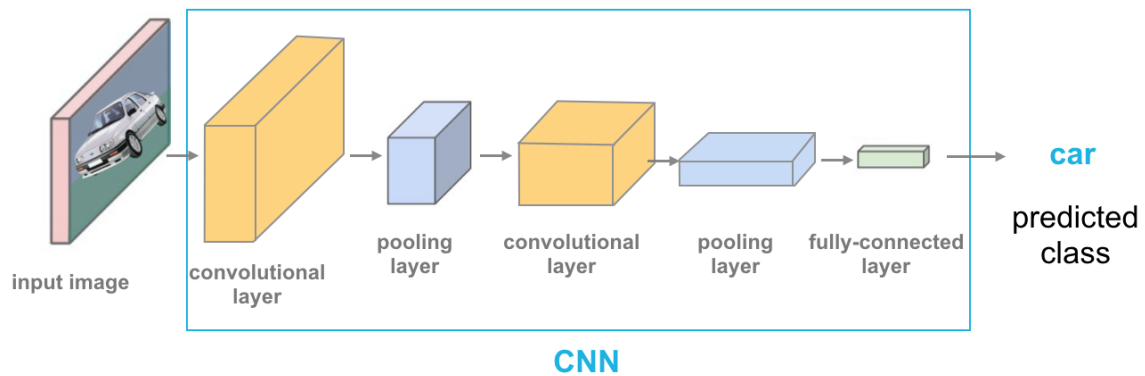 input image
convolutional
layer
pooling
layer
convolutional
layer
pooling
layer
fully-connected
layer
car
predicted
class
CNN